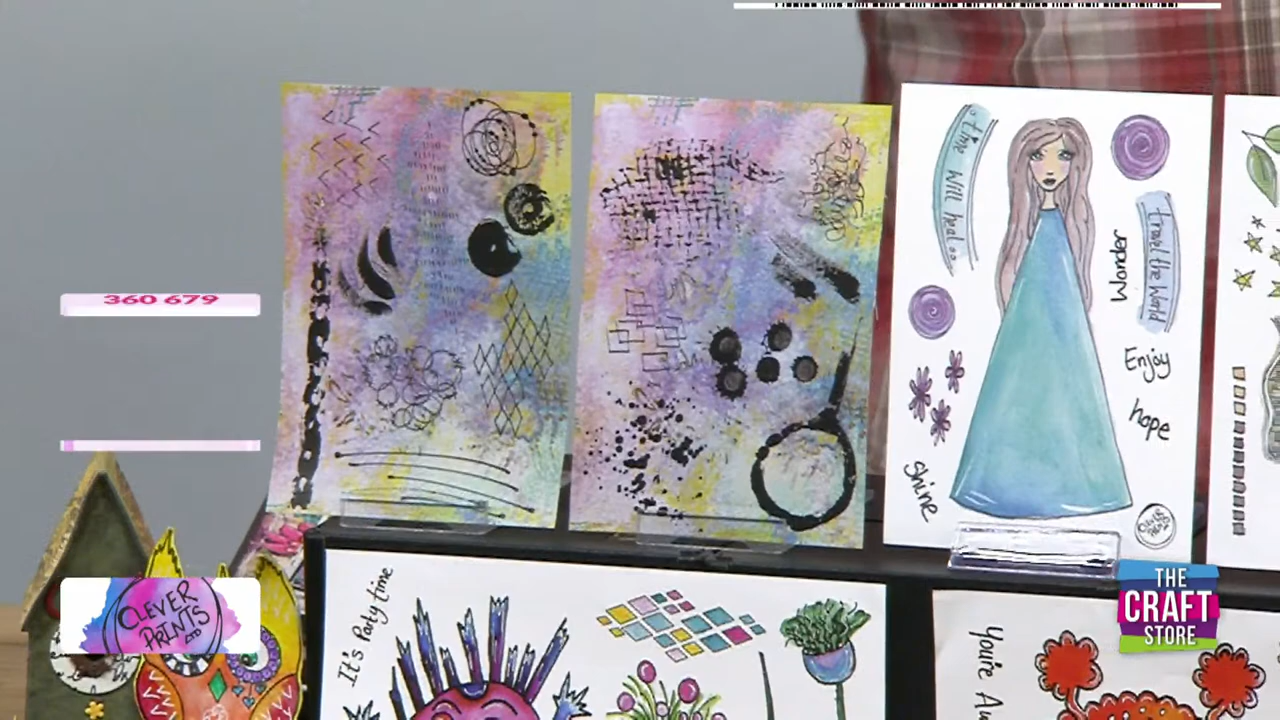 360 679
time will heal
Wonder
travel the World
Enjoy
hope
Shine
CLEVER
PRINTS
LTD
It's Party time
You're
THE
CRAFT
STORE